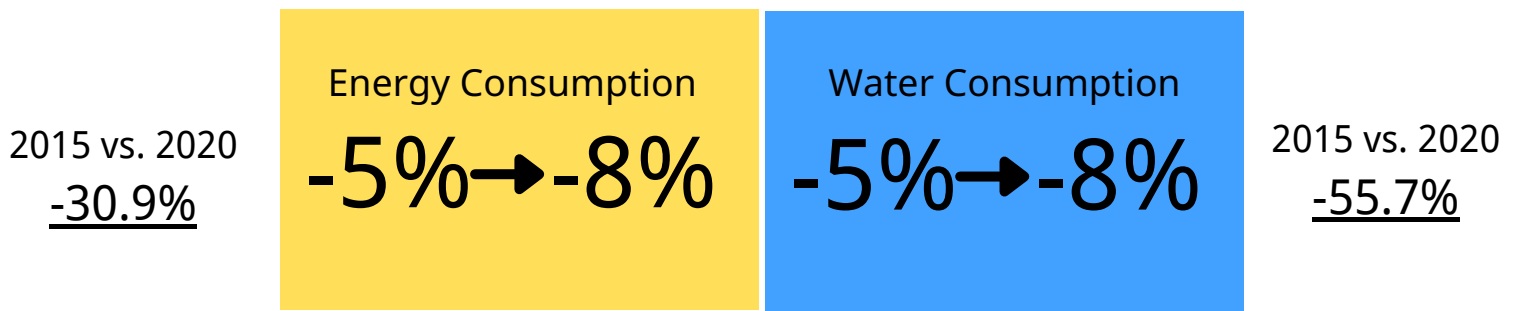 2015 vs. 2020
-30.9%
Energy Consumption
-5%→-8%
Water Consumption
-5%→-8%
2015 vs. 2020
-55.7%